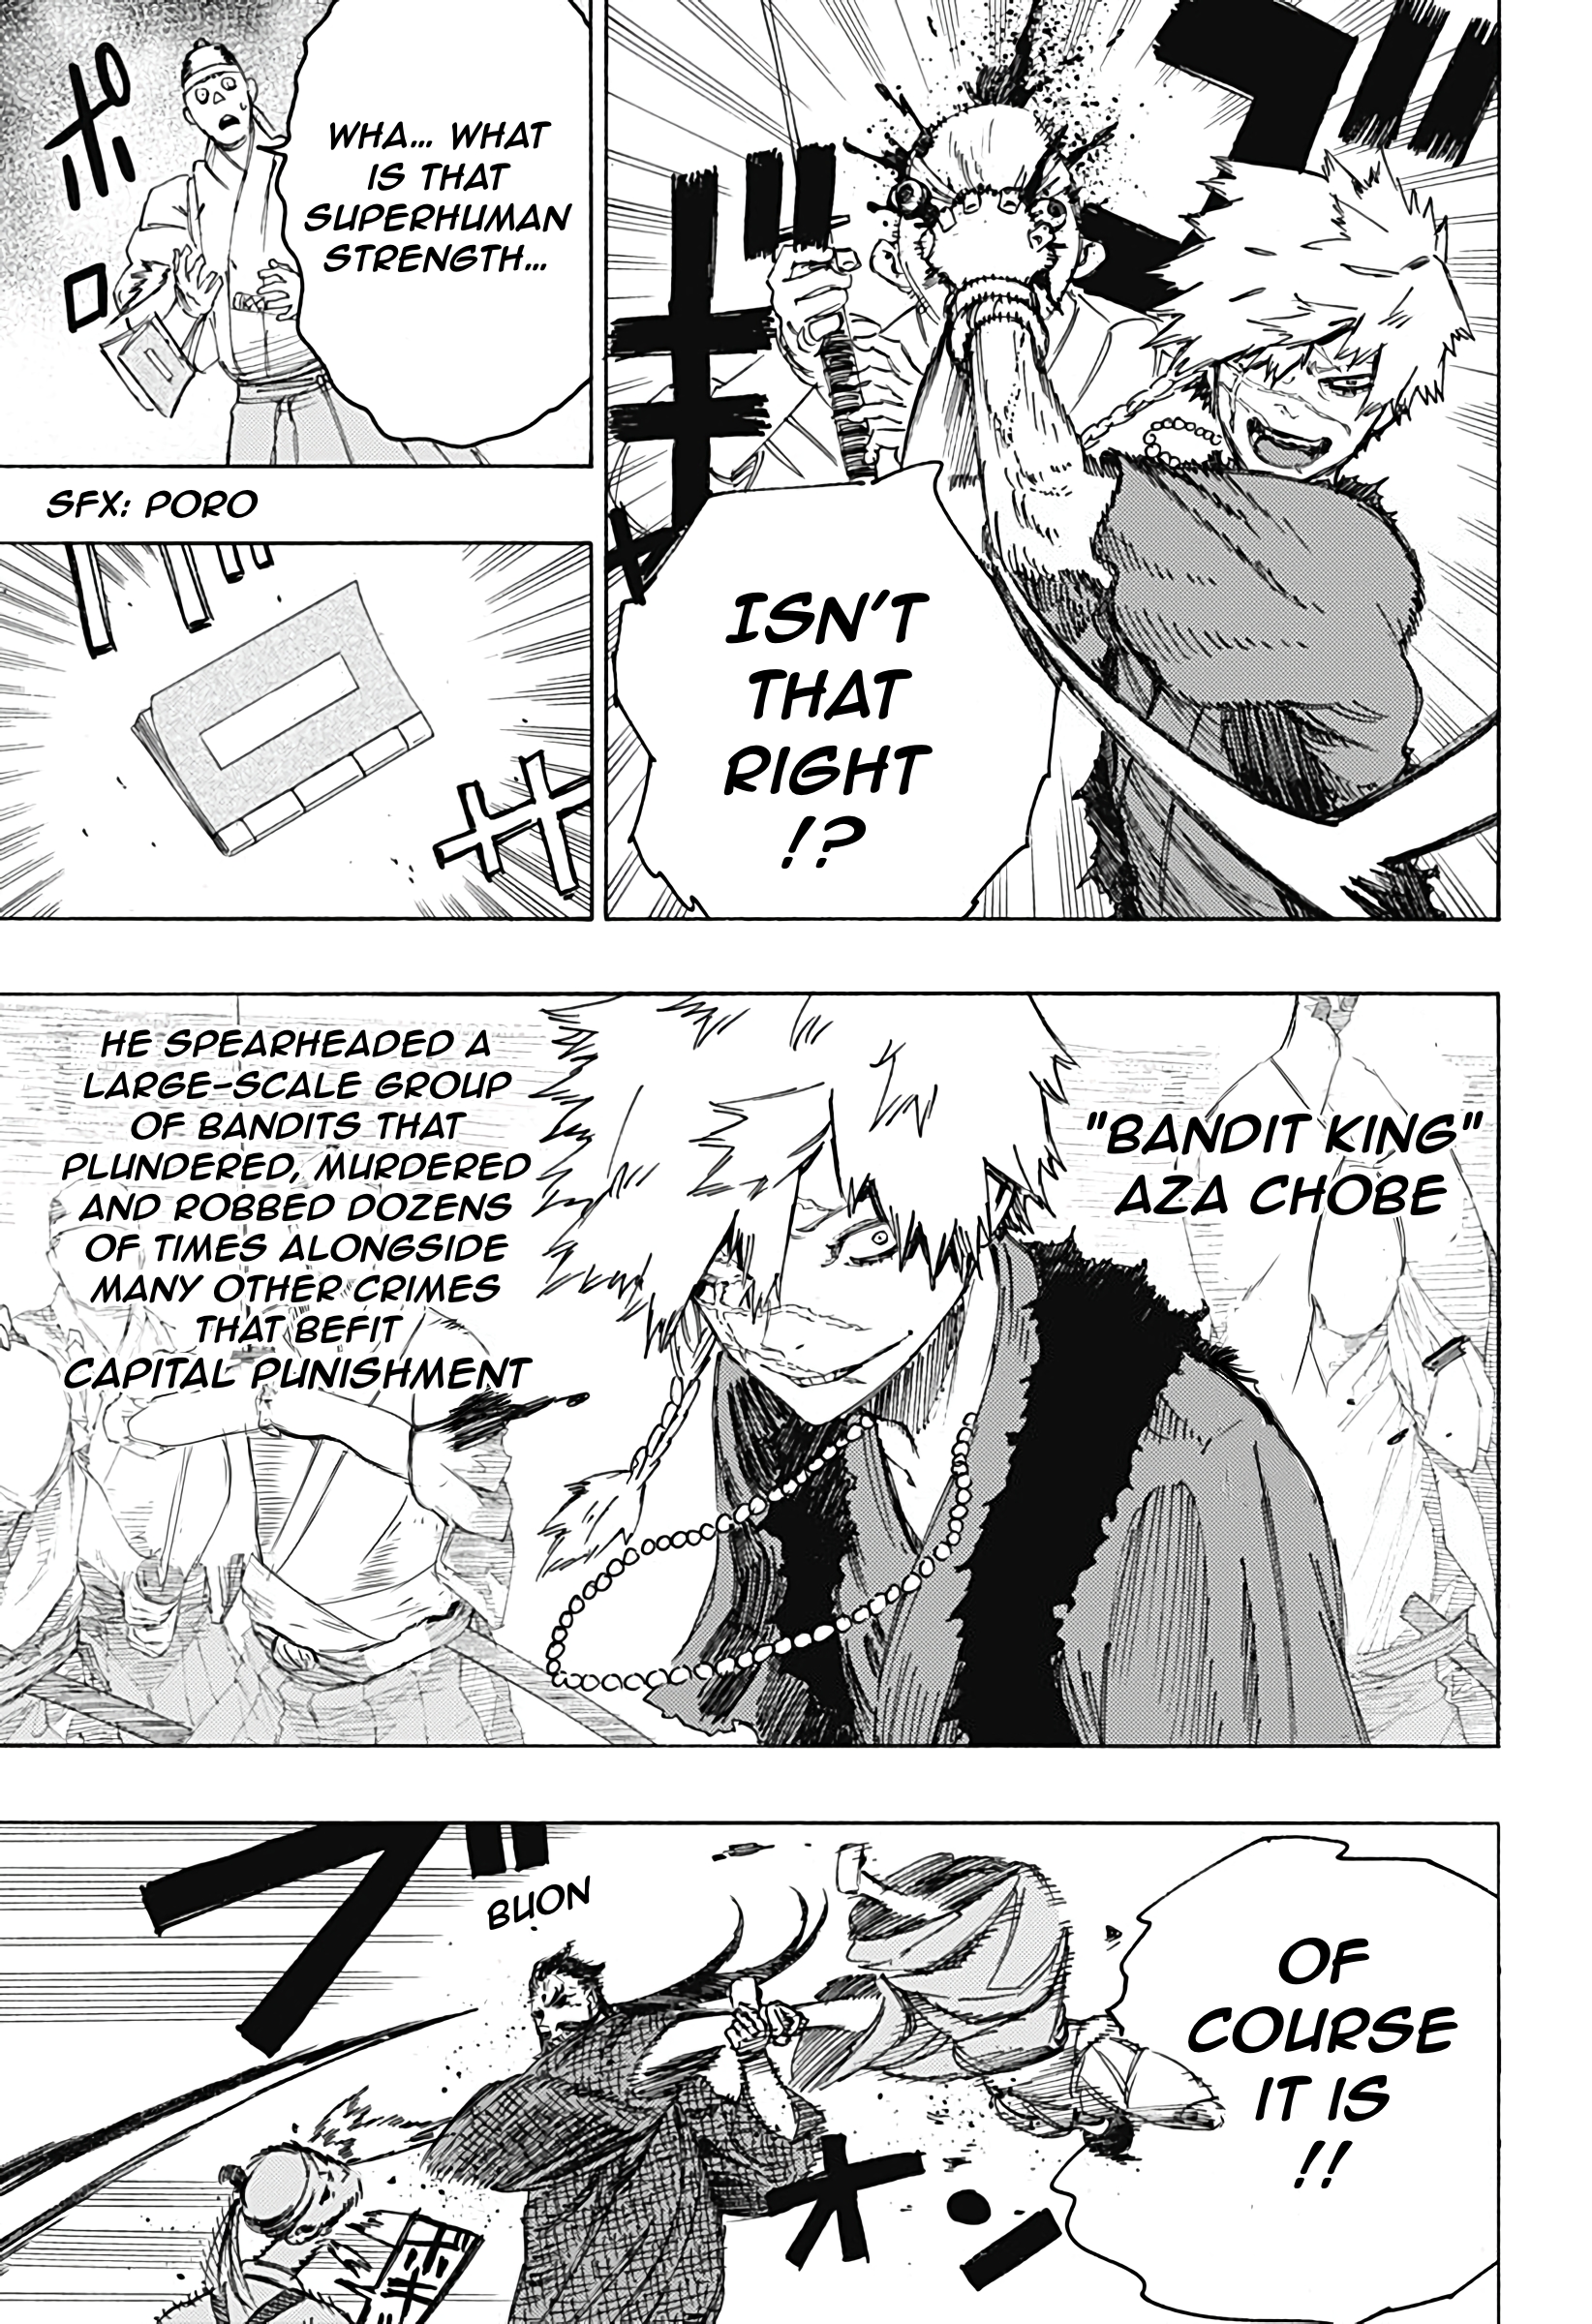 ISN'T
THAT
RIGHT
!?
WHA... WHAT
IS THAT
SUPERHUMAN
STRENGTH...
ポロ
SFX: PORO
"BANDIT KING"
AZA CHOBE
HE SPEARHEADED A
LARGE-SCALE GROUP
OF BANDITS THAT
PLUNDERED, MURDERED
AND ROBBED DOZENS
OF TIMES ALONGSIDE
MANY OTHER CRIMES
THAT BEFIT
CAPITAL PUNISHMENT
OF
COURSE
IT IS
!!
BUON
ブオン